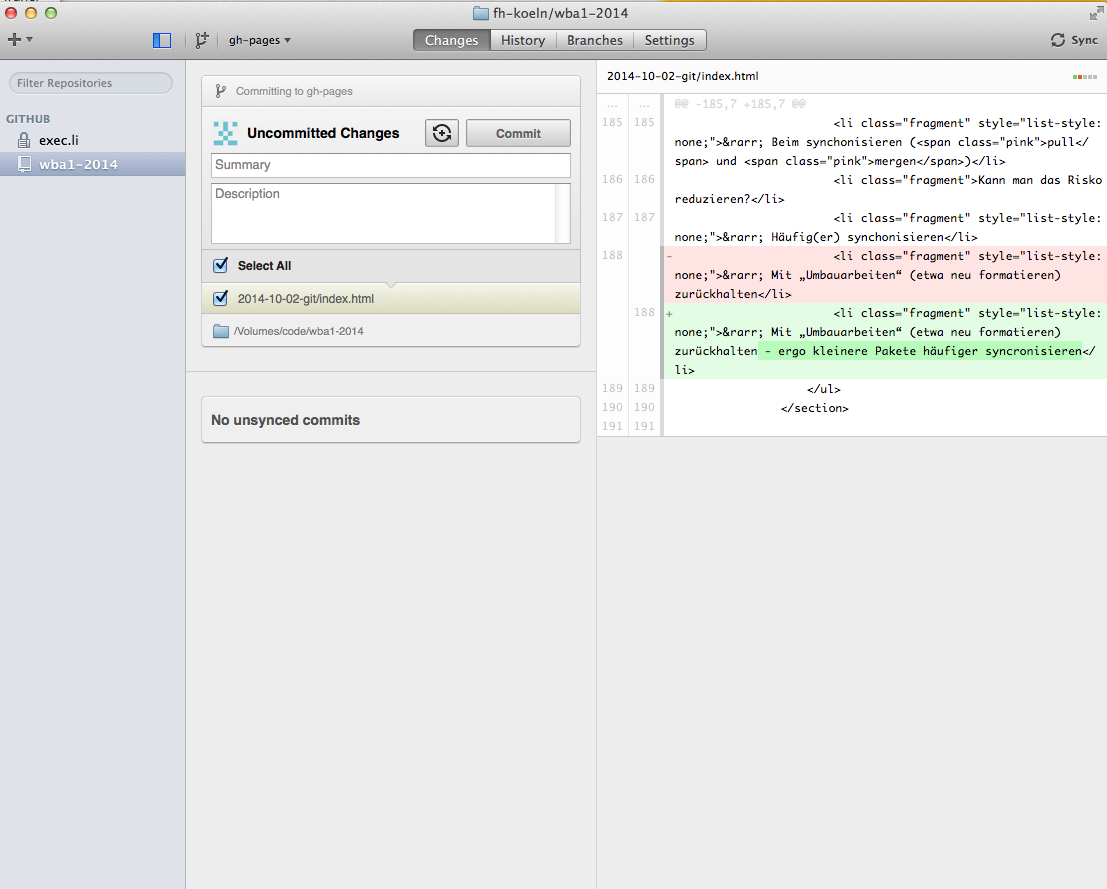 fh-koeln/wba1-2014
gh-pages
Changes
History
Branches
Settings
Sync
Filter Repositories
GITHUB
exec.li
wba1-2014
Committing to gh-pages
Uncommitted Changes
Commit
Summary
Description
Select All
2014-10-02-git/index.html
/Volumes/code/wba1-2014
No unsynced commits
2014-10-02-git/index.html
... ... @@ -185,7 +185,7 @@
185 185 <li class="fragment" style="list-style:
none;">&rarr; Beim synchonisieren (<span class="pink">pull</
span> und <span class="pink">mergen</span>)</li>
186 186 <li class="fragment">Kann man das Risko
reduzieren?</li>
187 187 <li class="fragment" style="list-style:
none;">&rarr; Häufig(er) synchonisieren</li>
188 - <li class="fragment" style="list-style:
none;">&rarr; Mit „Umbauarbeiten“ (etwa neu formatieren)
zurückhalten</li>
188 + <li class="fragment" style="list-style:
none;">&rarr; Mit „Umbauarbeiten“ (etwa neu formatieren)
zurückhalten - ergo kleinere Pakete häufiger syncronisieren</
li>
189 189 </ul>
190 190 </section>
191 191